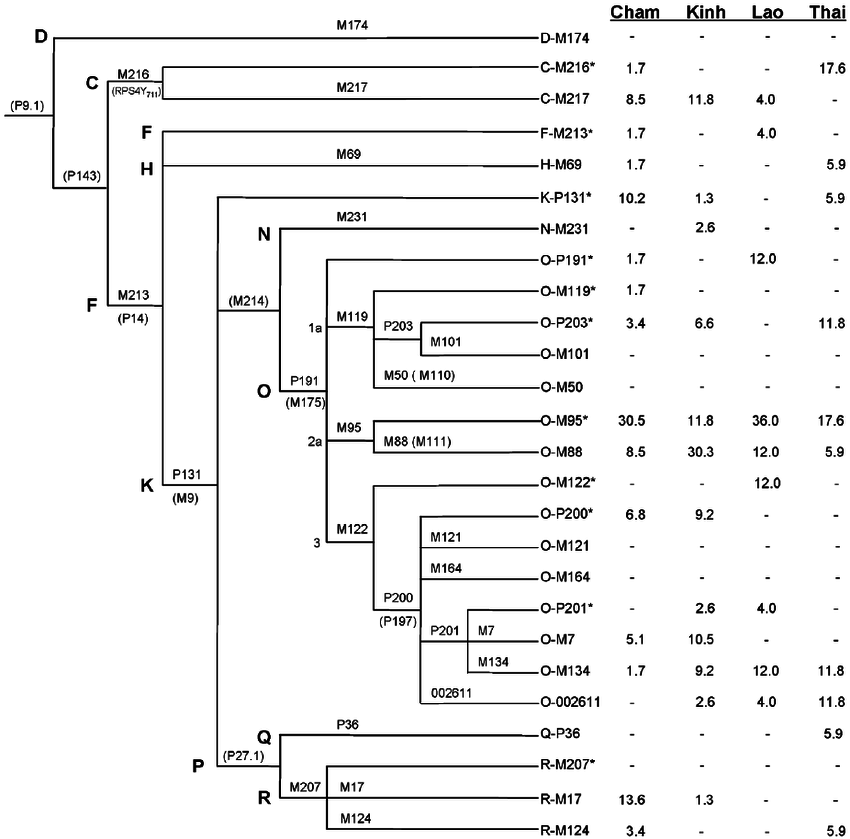 Cham Kinh Lao Thai
M174
D D-M174 - - - -
C-M216* 1.7 - - 17.6
C M216
(RPS4Y711)
M217
C-M217 8.5 11.8 4.0 -
(P9.1)
F F-M213* 1.7 - 4.0 -
M69
H H-M69 1.7 - - 5.9
(P143)
K-P131* 10.2 1.3 - 5.9
M231
N N-M231 - 2.6 - -
O-P191* 1.7 - 12.0 -
O-M119* 1.7 - - -
F M213 (M214)
(P14)
1a M119 P203 O-P203* 3.4 6.6 - 11.8
M101
O-M101 - - - -
M50 ( M110)
O-M50 - - - -
O P191
(M175)
O-M95* 30.5 11.8 36.0 17.6
2a M95 M88 (M111)
O-M88 8.5 30.3 12.0 5.9
K P131
(M9)
O-M122* - - 12.0 -
O-P200* 6.8 9.2 - -
3 M122 M121
O-M121 - - - -
M164
O-M164 - - - -
P200
(P197)
O-P201* - 2.6 4.0 -
P201 M7
O-M7 5.1 10.5 - -
M134
O-M134 1.7 9.2 12.0 11.8
002611
O-002611 - 2.6 4.0 11.8
P36
Q Q-P36 - - - 5.9
P (P27.1)
R-M207* - - - -
R M207 M17
R-M17 13.6 1.3 - -
M124
R-M124 3.4 - - 5.9